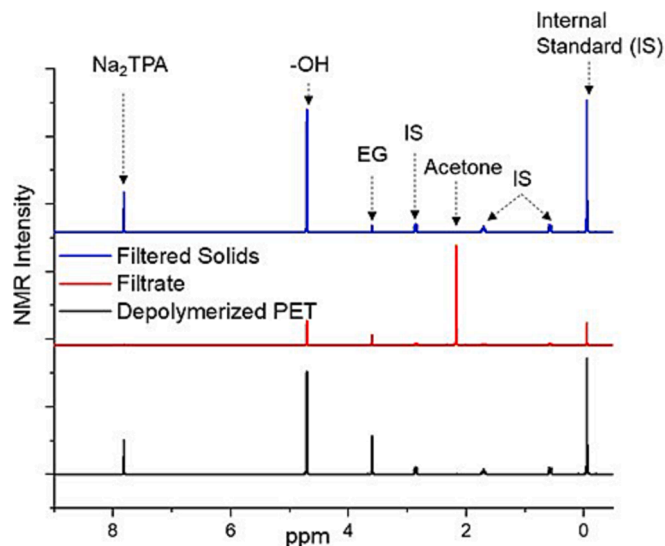 Internal
Standard (IS)
Na₂TPA
-OH
IS
EG
Acetone
IS
Filtered Solids
Filtrate
Depolymerized PET
NMR Intensity
8 6 4 2 0
ppm